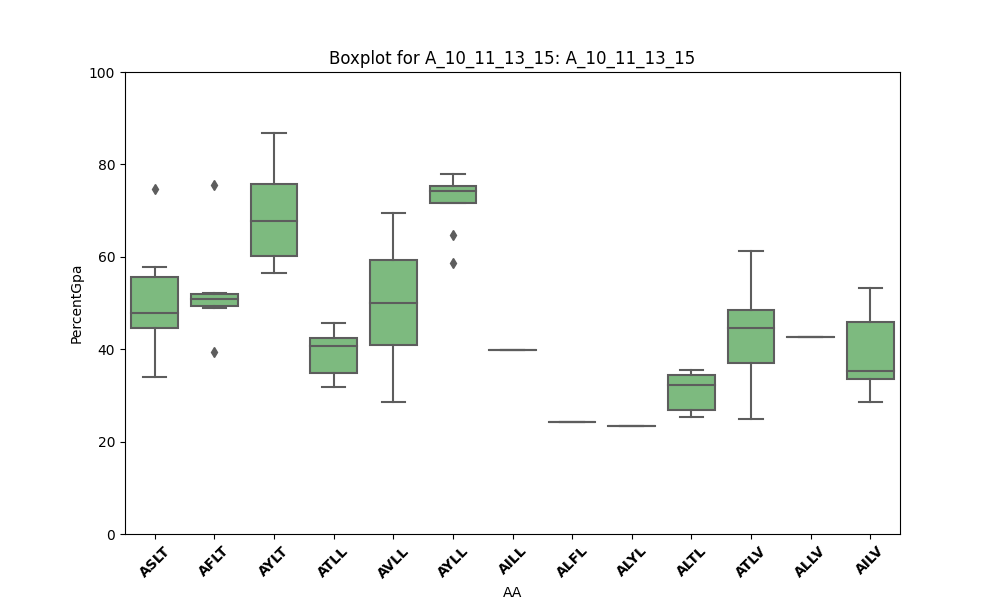 Boxplot for A_10_11_13_15: A_10_11_13_15
100
80
60
40
20
0
PercentGpa
ASLT AFLT AYLT ATLL AVLL AYLL AILL ALFL ALYL ALTL ATLV ALLV AILV
AA